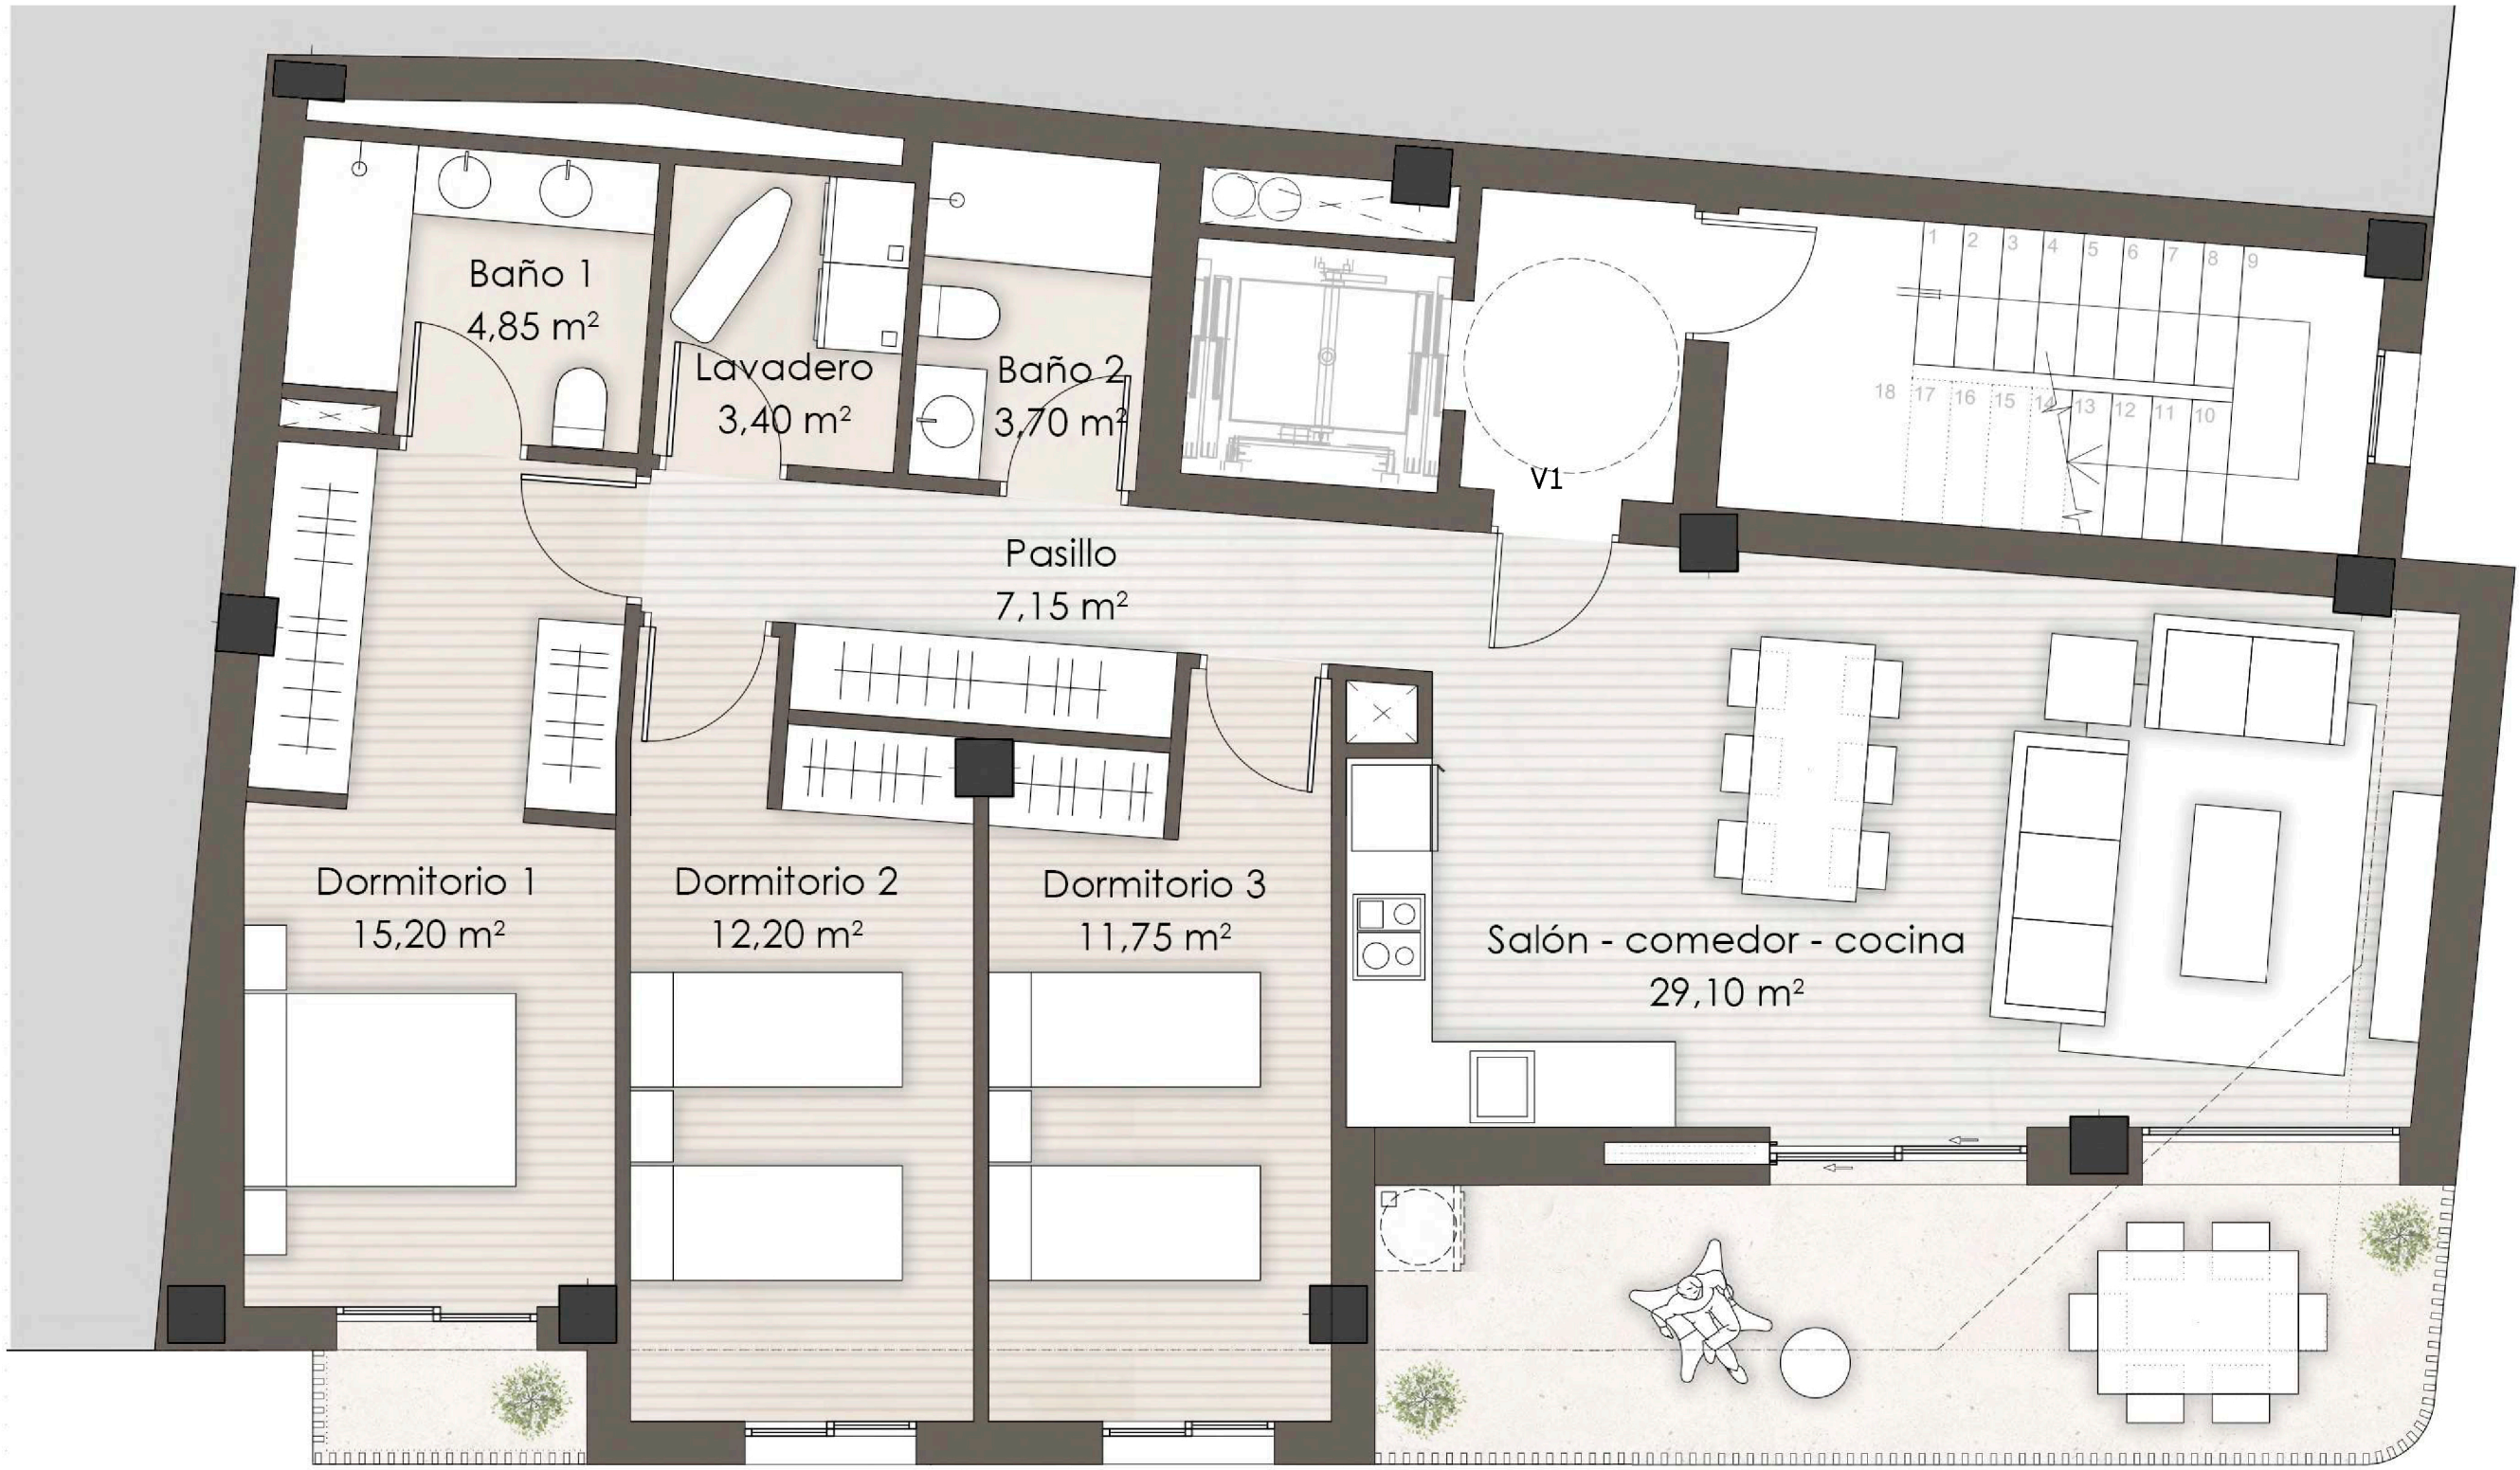 Baño 1
4,85 m²
Lavadero
3,40 m²
Baño 2
3,70 m²
V1
1
2
3
4
5
6
7
8
9
18
17
16
15
14
13
12
11
10
Pasillo
7,15 m²
Dormitorio 1
15,20 m²
Dormitorio 2
12,20 m²
Dormitorio 3
11,75 m²
Salón - comedor - cocina
29,10 m²